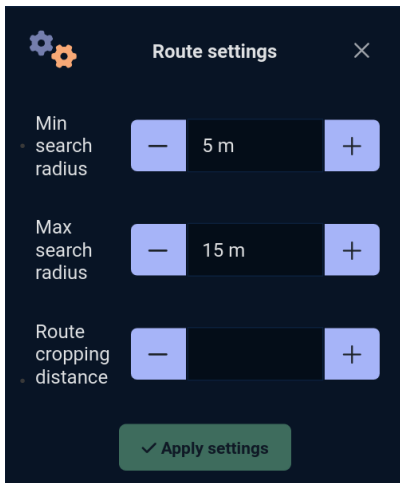 Route settings
Min
search
radius
5 m
Max
search
radius
15 m
Route
cropping
distance
Apply settings